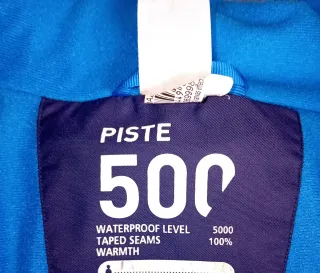 PISTE
500
WATERPROOF LEVEL 5000
TAPED SEAMS 100%
WARMTH